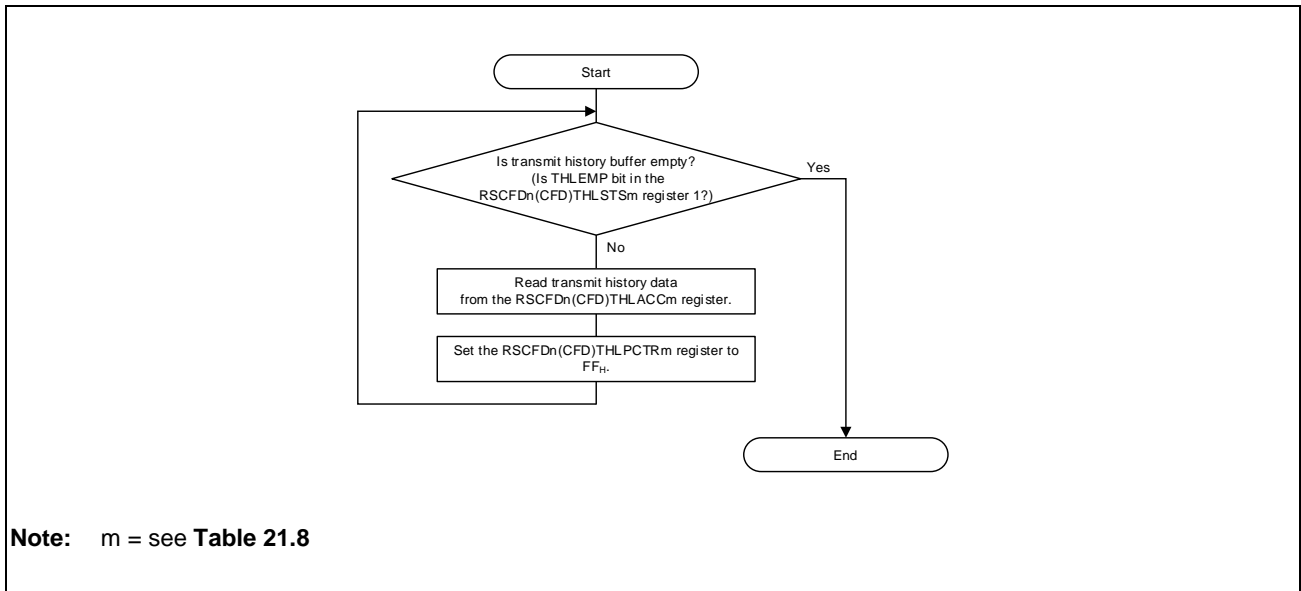 Start
Is transmit history buffer empty?
(Is THLEMP bit in the
RSCFDn(CFD)THLSTSm register 1?)
Yes
No
Read transmit history data
from the RSCFDn(CFD)THLACCm register.
Set the RSCFDn(CFD)THLPCTRm register to
FFH.
End
Note: m = see Table 21.8